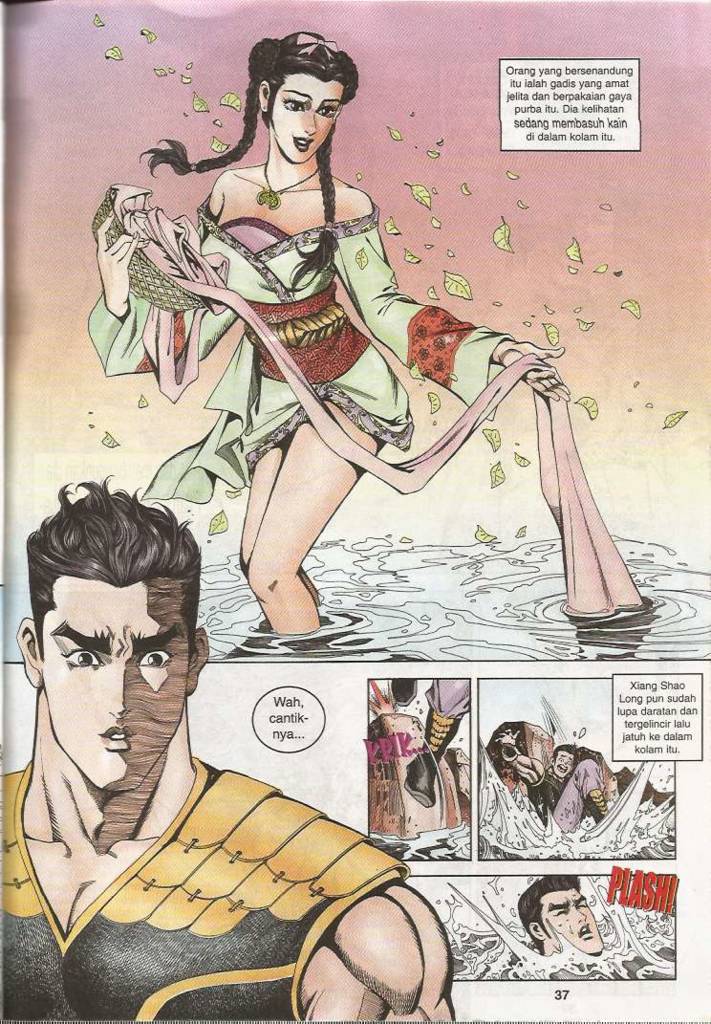 Orang yang bersenandung
itu ialah gadis yang amat
jelita dan berpakaian gaya
purba itu. Dia kelihatan
sedang membasuh kain
di dalam kolam itu.
Wah,
cantik-
nya...
KRIK...
Xiang Shao
Long pun sudah
lupa daratan dan
tergelincir lalu
jatuh ke dalam
kolam itu.
PLASH!
37